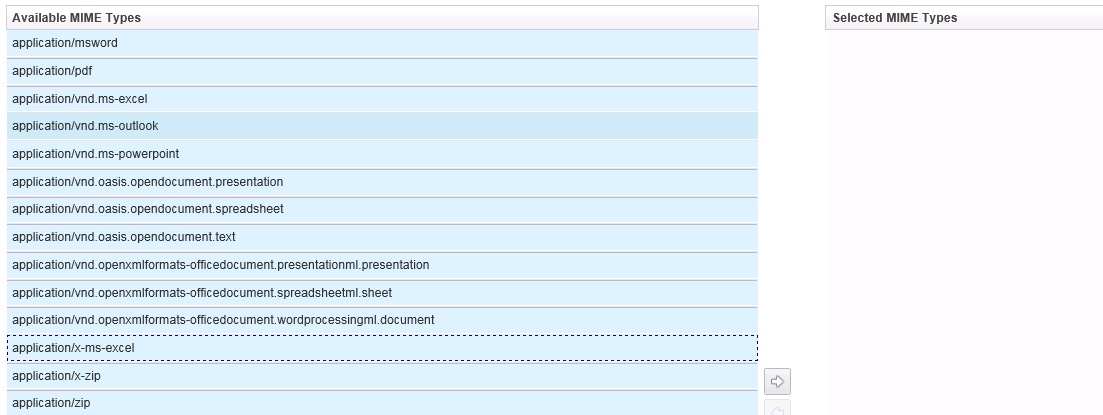 Available MIME Types
Selected MIME Types
application/msword
application/pdf
application/vnd.ms-excel
application/vnd.ms-outlook
application/vnd.ms-powerpoint
application/vnd.oasis.opendocument.presentation
application/vnd.oasis.opendocument.spreadsheet
application/vnd.oasis.opendocument.text
application/vnd.openxmlformats-officedocument.presentationml.presentation
application/vnd.openxmlformats-officedocument.spreadsheetml.sheet
application/vnd.openxmlformats-officedocument.wordprocessingml.document
application/x-ms-excel
application/x-zip
application/zip